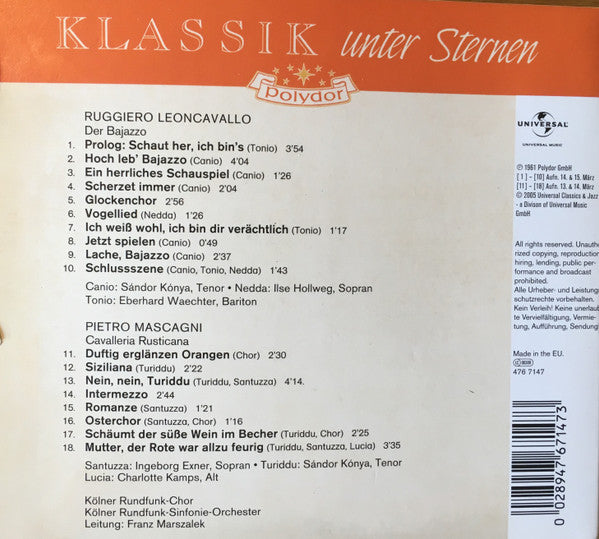 KLASSIK unter Sternen
polydor
RUGGIERO LEONCAVALLO
Der Bajazzo
1. Prolog: Schaut her, ich bin's (Tonio) 3'54
2. Hoch leb' Bajazzo (Canio) 4'04
3. Ein herrliches Schauspiel (Canio) 1'26
4. Scherzet immer (Canio) 2'04
5. Glockenchor 2'56
6. Vogellied (Nedda) 1'26
7. Ich weiß wohl, ich bin dir verächtlich (Tonio) 1'17
8. Jetzt spielen (Canio) 0'49
9. Lache, Bajazzo (Canio) 2'37
10. Schlussszene (Canio, Tonio, Nedda) 1'43
Canio: Sándor Kónya, Tenor • Nedda: Ilse Hollweg, Sopran
Tonio: Eberhard Waechter, Bariton
PIETRO MASCAGNI
Cavalleria Rusticana
11. Duftig erglänzen Orangen (Chor) 2'30
12. Siziliana (Turiddu) 2'22
13. Nein, nein, Turiddu (Turiddu, Santuzza) 4'14
14. Intermezzo 2'44
15. Romanze (Santuzza) 1'21
16. Osterchor (Santuzza, Chor) 1'16
17. Schäumt der süße Wein im Becher (Turiddu, Chor) 2'25
18. Mutter, der Rote war allzu feurig (Turiddu, Santuzza, Lucia) 3'35
Santuzza: Ingeborg Exner, Sopran • Turiddu: Sándor Kónya, Tenor
Lucia: Charlotte Kamps, Alt
Kölner Rundfunk-Chor
Kölner Rundfunk-Sinfonie-Orchester
Leitung: Franz Marszalek
UNIVERSAL
UNIVERSAL MUSIC
℗ 1961 Polydor GmbH
[ 1 ] - [10] Aufn. 14. & 15. März
[11] - [18] Aufn. 13. & 14. März
© 2005 Universal Classics & Jazz
- a Divison of Universal Music
GmbH
All rights reserved. Unautho
rized copying, reproduction
hiring, lending, public per-
formance and broadcast
prohibited.
Alle Urheber- und Leistungs
schutzrechte vorbehalten.
Kein Verleih! Keine unerlaub
te Vervielfältigung, Vermie-
tung, Aufführung, Sendung
Made in the EU.
476 7147
0 028947 671473